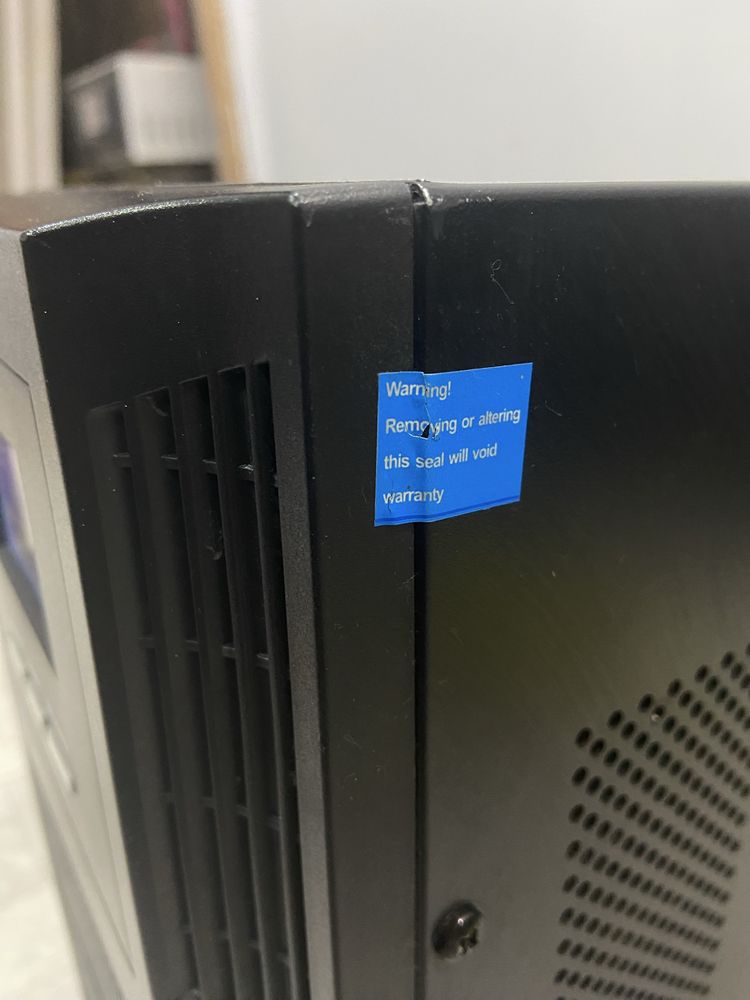 Warning!
Removing or altering
this seal will void
warranty